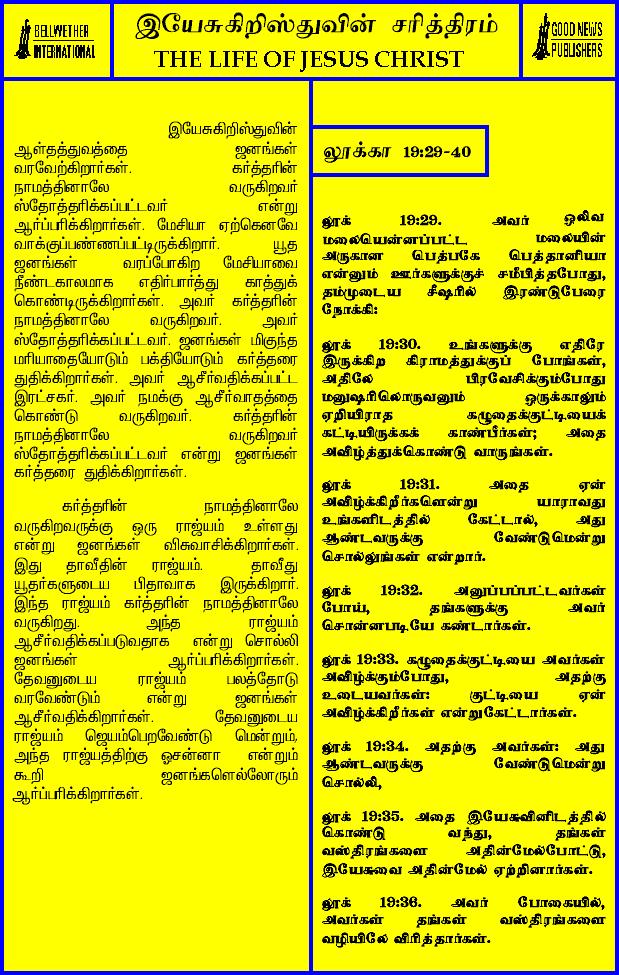 BELLWETHER
INTERNATIONAL
இயேசுகிறிஸ்துவின் சரித்திரம்
THE LIFE OF JESUS CHRIST
GOOD NEWS
PUBLISHERS
இயேசுகிறிஸ்துவின்
ஆள்தத்துவத்தை ஜனங்கள்
வரவேற்கிறார்கள். கர்த்தரின்
நாமத்தினாலே வருகிறவர்
ஸ்தோத்தரிக்கப்பட்டவர் என்று
ஆர்ப்பரிக்கிறார்கள். மேசியா ஏற்கெனவே
வாக்குப்பண்ணப்பட்டிருக்கிறார். யூத
ஜனங்கள் வரப்போகிற மேசியாவை
நீண்டகாலமாக எதிர்பார்த்து காத்துக்
கொண்டிருக்கிறார்கள். அவர் கர்த்தரின்
நாமத்தினாலே வருகிறவர். அவர்
ஸ்தோத்தரிக்கப்பட்டவர். ஜனங்கள் மிகுந்த
மரியாதையோடும் பக்தியோடும் கர்த்தரை
துதிக்கிறார்கள். அவர் ஆசீர்வதிக்கப்பட்ட
இரட்சகர். அவர் நமக்கு ஆசீர்வாதத்தை
கொண்டு வருகிறவர். கர்த்தரின்
நாமத்தினாலே வருகிறவர்
ஸ்தோத்தரிக்கப்பட்டவர் என்று ஜனங்கள்
கர்த்தரை துதிக்கிறார்கள்.
கர்த்தரின் நாமத்தினாலே
வருகிறவருக்கு ஒரு ராஜ்யம் உள்ளது
என்று ஜனங்கள் விசுவாசிக்கிறார்கள்.
இது தாவீதின் ராஜ்யம். தாவீது
யூதர்களுடைய பிதாவாக இருக்கிறார்.
இந்த ராஜ்யம் கர்த்தரின் நாமத்தினாலே
வருகிறது. அந்த ராஜ்யம்
ஆசீர்வதிக்கப்படுவதாக என்று சொல்லி
ஜனங்கள் ஆர்ப்பரிக்கிறார்கள்.
தேவனுடைய ராஜ்யம் பலத்தோடு
வரவேண்டும் என்று ஜனங்கள்
ஆசீர்வதிக்கிறார்கள். தேவனுடைய
ராஜ்யம் ஜெயம்பெறவேண்டு மென்றும்,
அந்த ராஜ்யத்திற்கு ஓசன்னா என்றும்
கூறி ஜனங்களெல்லோரும்
ஆர்ப்பரிக்கிறார்கள்.
லூக்கா 19:29-40
லூக் 19:29. அவர் ஒலிவ
மலையென்னப்பட்ட மலையின்
அருகான பெத்பகே பெத்தானியா
என்னும் ஊர்களுக்குச் சமீபித்தபோது,
தம்முடைய சீஷரில் இரண்டுபேரை
நோக்கி:
லூக் 19:30. உங்களுக்கு எதிரே
இருக்கிற கிராமத்துக்குப் போங்கள்,
அதிலே பிரவேசிக்கும்போது
மனுஷரிலொருவனும் ஒருக்காலும்
ஏறியிராத கழுதைக்குட்டியைக்
கட்டியிருக்கக் காண்பீர்கள்; அதை
அவிழ்த்துக்கொண்டு வாருங்கள்.
லூக் 19:31. அதை ஏன்
அவிழ்க்கிறீர்களென்று யாராவது
உங்களிடத்தில் கேட்டால், அது
ஆண்டவருக்கு வேண்டுமென்று
சொல்லுங்கள் என்றார்.
லூக் 19:32. அனுப்பப்பட்டவர்கள்
போய், தங்களுக்கு அவர்
சொன்னபடியே கண்டார்கள்.
லூக் 19:33. கழுதைக்குட்டியை அவர்கள்
அவிழ்க்கும்போது, அதற்கு
உடையவர்கள்: குட்டியை ஏன்
அவிழ்க்கிறீர்கள் என்றுகேட்டார்கள்.
லூக் 19:34. அதற்கு அவர்கள்: அது
ஆண்டவருக்கு வேண்டுமென்று
சொல்லி,
லூக் 19:35. அதை இயேசுவினிடத்தில்
கொண்டு வந்து, தங்கள்
வஸ்திரங்களை அதின்மேல்போட்டு,
இயேசுவை அதின்மேல் ஏற்றினார்கள்.
லூக் 19:36. அவர் போகையில்,
அவர்கள் தங்கள் வஸ்திரங்களை
வழியிலே விரித்தார்கள்.